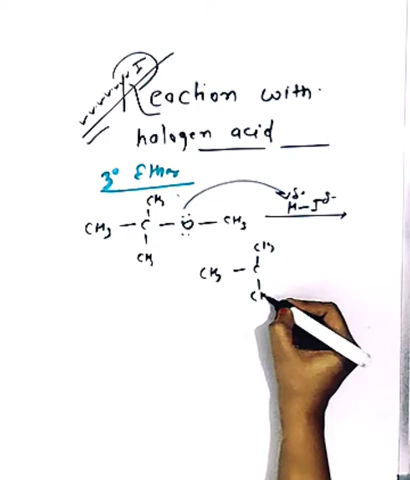 I
Reaction with
halogen acid
3° Ether
CH3
CH3 — C — Ö — CH3
CH3
H — I
δ+ δ-
CH3
CH3 — C